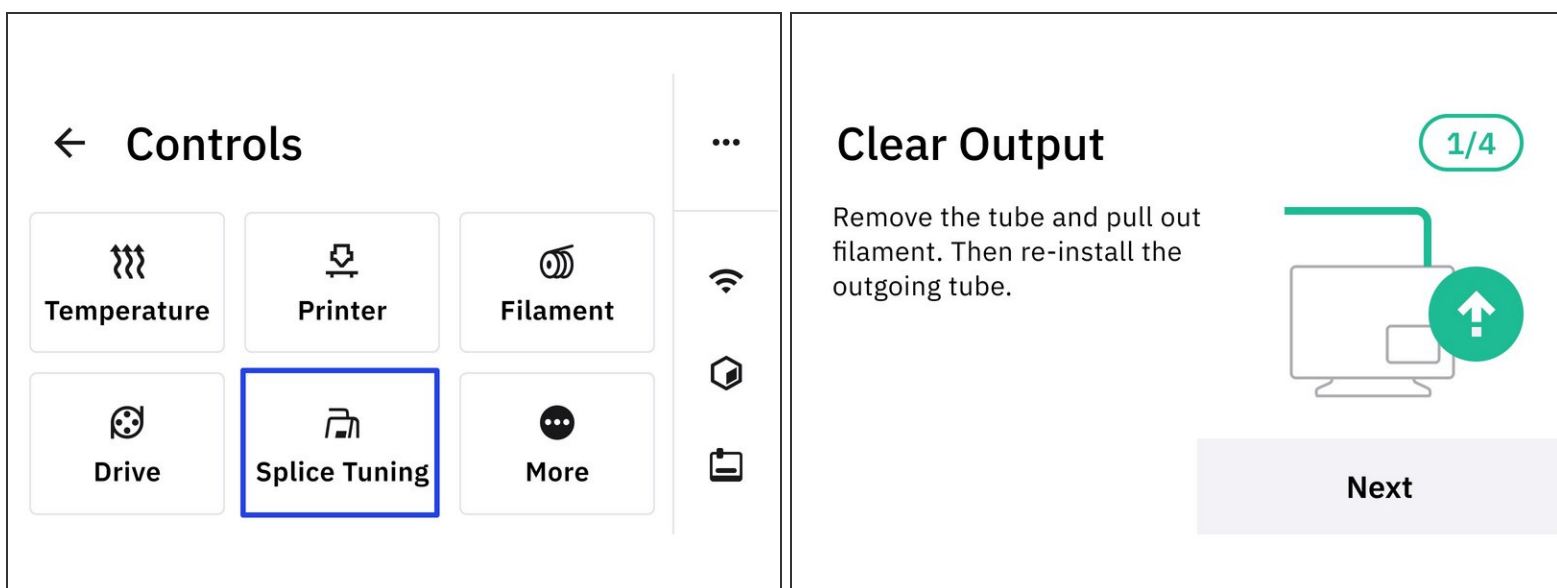 Controls
Temperature
Printer
Filament
Drive
Splice Tuning
More
Clear Output
1/4
Remove the tube and pull out
filament. Then re-install the
outgoing tube.
Next